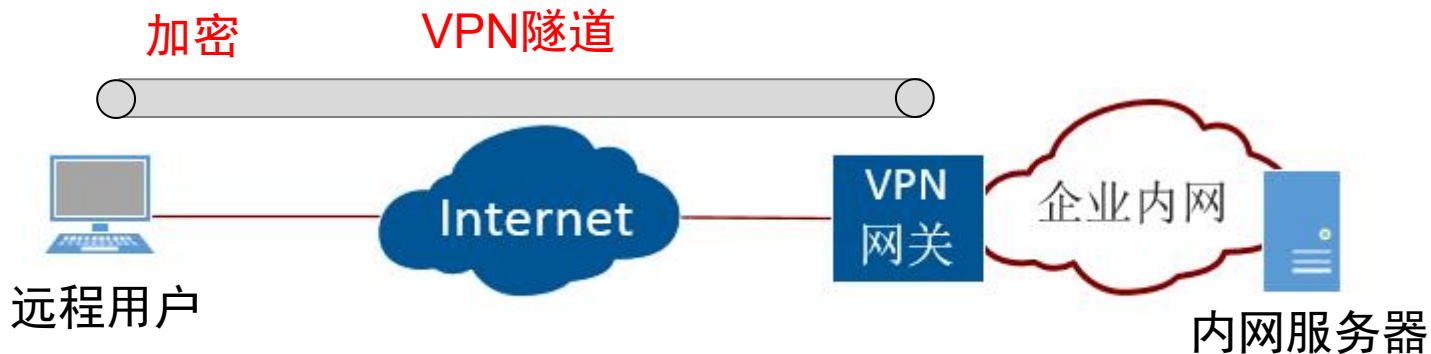 加密
VPN隧道
Internet
VPN
网关
企业内网
远程用户
内网服务器